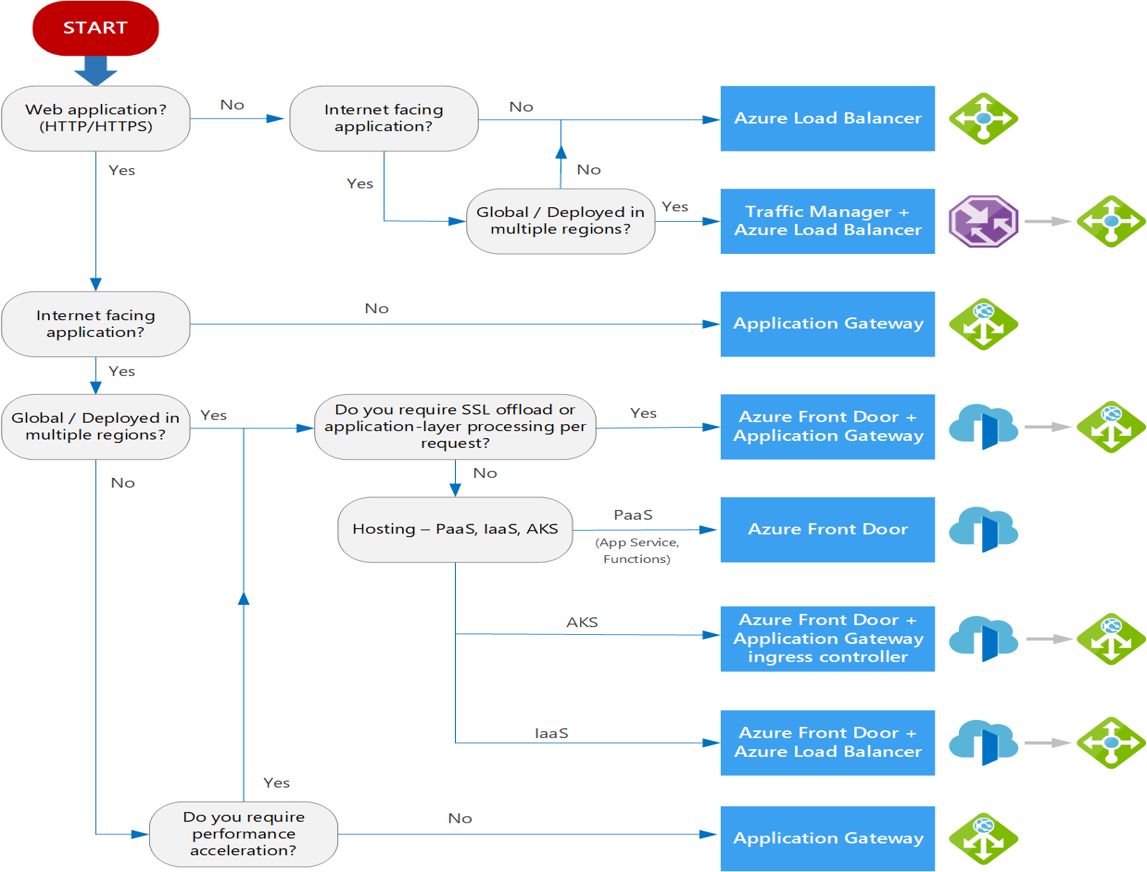 START
Web application?
(HTTP/HTTPS)
No
Internet facing
application?
No
Azure Load Balancer
Yes
Yes
No
Global / Deployed in
multiple regions?
Yes
Traffic Manager +
Azure Load Balancer
Internet facing
application?
No
Application Gateway
Yes
Global / Deployed in
multiple regions?
Yes
Do you require SSL offload or
application-layer processing per
request?
Yes
Azure Front Door +
Application Gateway
No
No
Hosting – PaaS, IaaS, AKS
PaaS
(App Service,
Functions)
Azure Front Door
AKS
Azure Front Door +
Application Gateway
ingress controller
IaaS
Azure Front Door +
Azure Load Balancer
Yes
Do you require
performance
acceleration?
No
Application Gateway